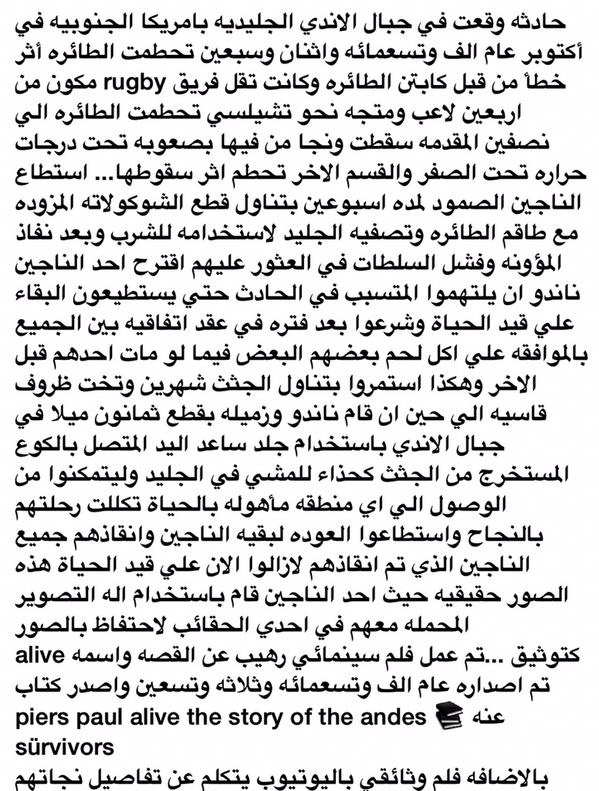 حادثه وقعت في جبال الاندي الجليديه بامريكا الجنوبيه في
أكتوبر عام الف وتسعمائه واثنان وسبعين تحطمت الطائره أثر
خطأ من قبل كابتن الطائره وكانت تقل فريق rugby مكون من
اربعين لاعب ومتجه نحو تشيلسي تحطمت الطائره الي
نصفين المقدمه سقطت ونجا من فيها بصعوبه تحت درجات
حراره تحت الصفر والقسم الاخر تحطم اثر سقوطها... استطاع
الناجين الصمود لمده اسبوعين بتناول قطع الشوكولاته المزوده
مع طاقم الطائره وتصفيه الجليد لاستخدامه للشرب وبعد نفاذ
المؤونه وفشل السلطات في العثور عليهم اقترح احد الناجين
ناندو ان يلتهموا المتسبب في الحادث حتي يستطيعون البقاء
علي قيد الحياة وشرعوا بعد فتره في عقد اتفاقيه بين الجميع
بالموافقه علي اكل لحم بعضهم البعض فيما لو مات احدهم قبل
الاخر وهكذا استمروا بتناول الجثث شهرين وتخت ظروف
قاسيه الي حين ان قام ناندو وزميله بقطع ثمانون ميلا في
جبال الاندي باستخدام جلد ساعد اليد المتصل بالكوع
المستخرج من الجثث كحذاء للمشي في الجليد وليتمكنوا من
الوصول الي اي منطقه مأهوله بالحياة تكللت رحلتهم
بالنجاح واستطاعوا العوده لبقيه الناجين وانقاذهم جميع
الناجين الذي تم انقاذهم لازالوا الان علي قيد الحياة هذه
الصور حقيقيه حيث احد الناجين قام باستخدام اله التصوير
المحمله معهم في احدي الحقائب لاحتفاظ بالصور
كتوثيق ...تم عمل فلم سينمائي رهيب عن القصه واسمه alive
تم اصداره عام الف وتسعمائه وثلاثه وتسعين واصدر كتاب
عنه 📚 piers paul alive the story of the andes
sürvivors
بالاضافه فلم وثائقي باليوتيوب يتكلم عن تفاصيل نجاتهم